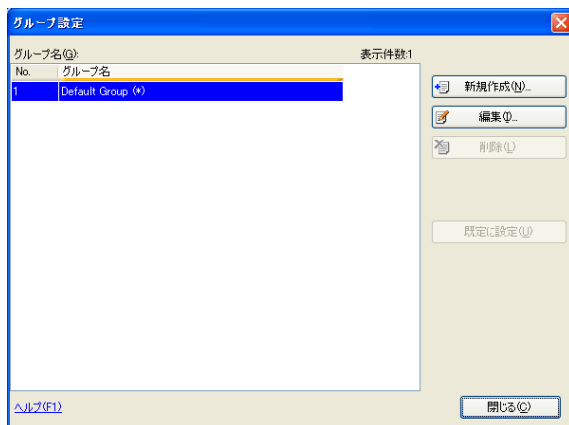 グループ設定
グループ名(G): 表示件数:1
No. グループ名
1 Default Group (*)
新規作成(N)...
編集(I)...
削除(L)
既定に設定(U)
ヘルプ(F1)
閉じる(C)